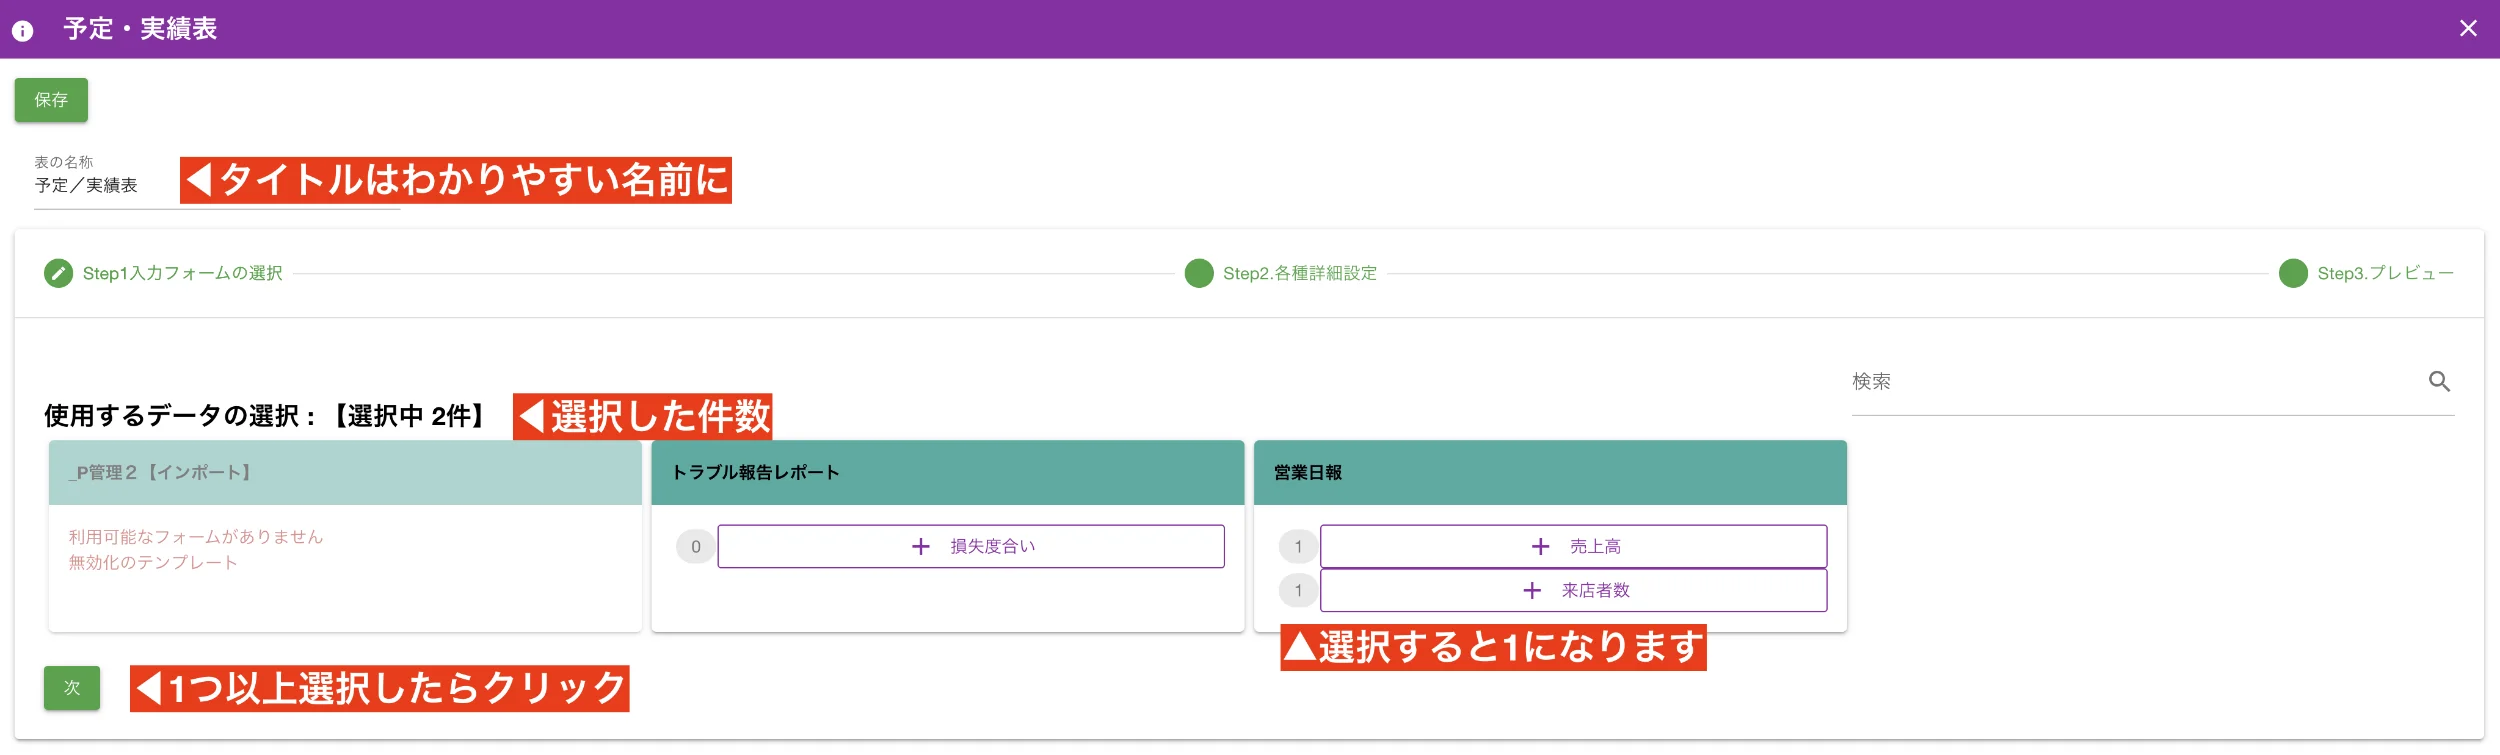 予定・実績表
保存
表の名称
予定／実績表
◀タイトルはわかりやすい名前に
Step1入力フォームの選択
Step2.各種詳細設定
Step3.プレビュー
検索
使用するデータの選択：【選択中 2件】
◀選択した件数
_P管理２【インポート】
利用可能なフォームがありません
無効化のテンプレート
トラブル報告レポート
0 + 損失度合い
営業日報
1 + 売上高
1 + 来店者数
▲選択すると1になります
次
◀1つ以上選択したらクリック